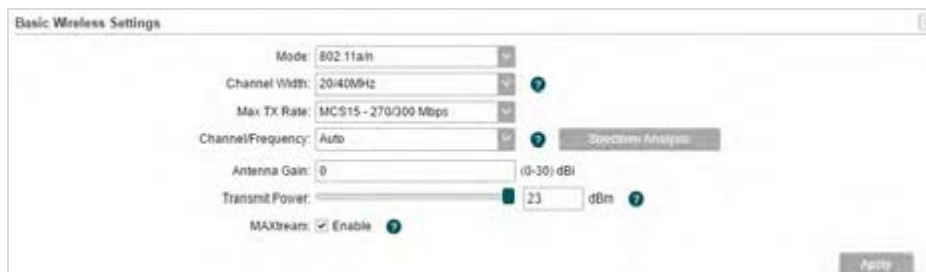 Basic Wireless Settings
Mode: 802.11a/n
Channel Width: 20/40MHz ?
Max TX Rate: MCS15 - 270/300 Mbps
Channel/Frequency: Auto ? Spectrum Analysis
Antenna Gain: 0 (0-30) dBi
Transmit Power: 23 dBm ?
MAXtream: Enable ?
Apply